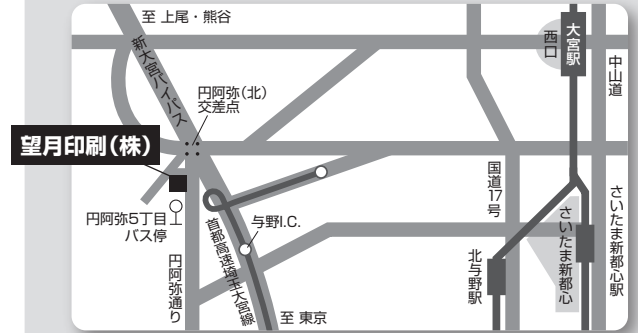 至 上尾・熊谷
新大宮バイパス
円阿弥(北)
交差点
望月印刷(株)
円阿弥5丁目
バス停
円阿弥通り
首都高速埼玉大宮線
与野I.C.
至 東京
西口
大宮駅
中山道
国道17号
北与野駅
さいたま新都心
さいたま新都心駅